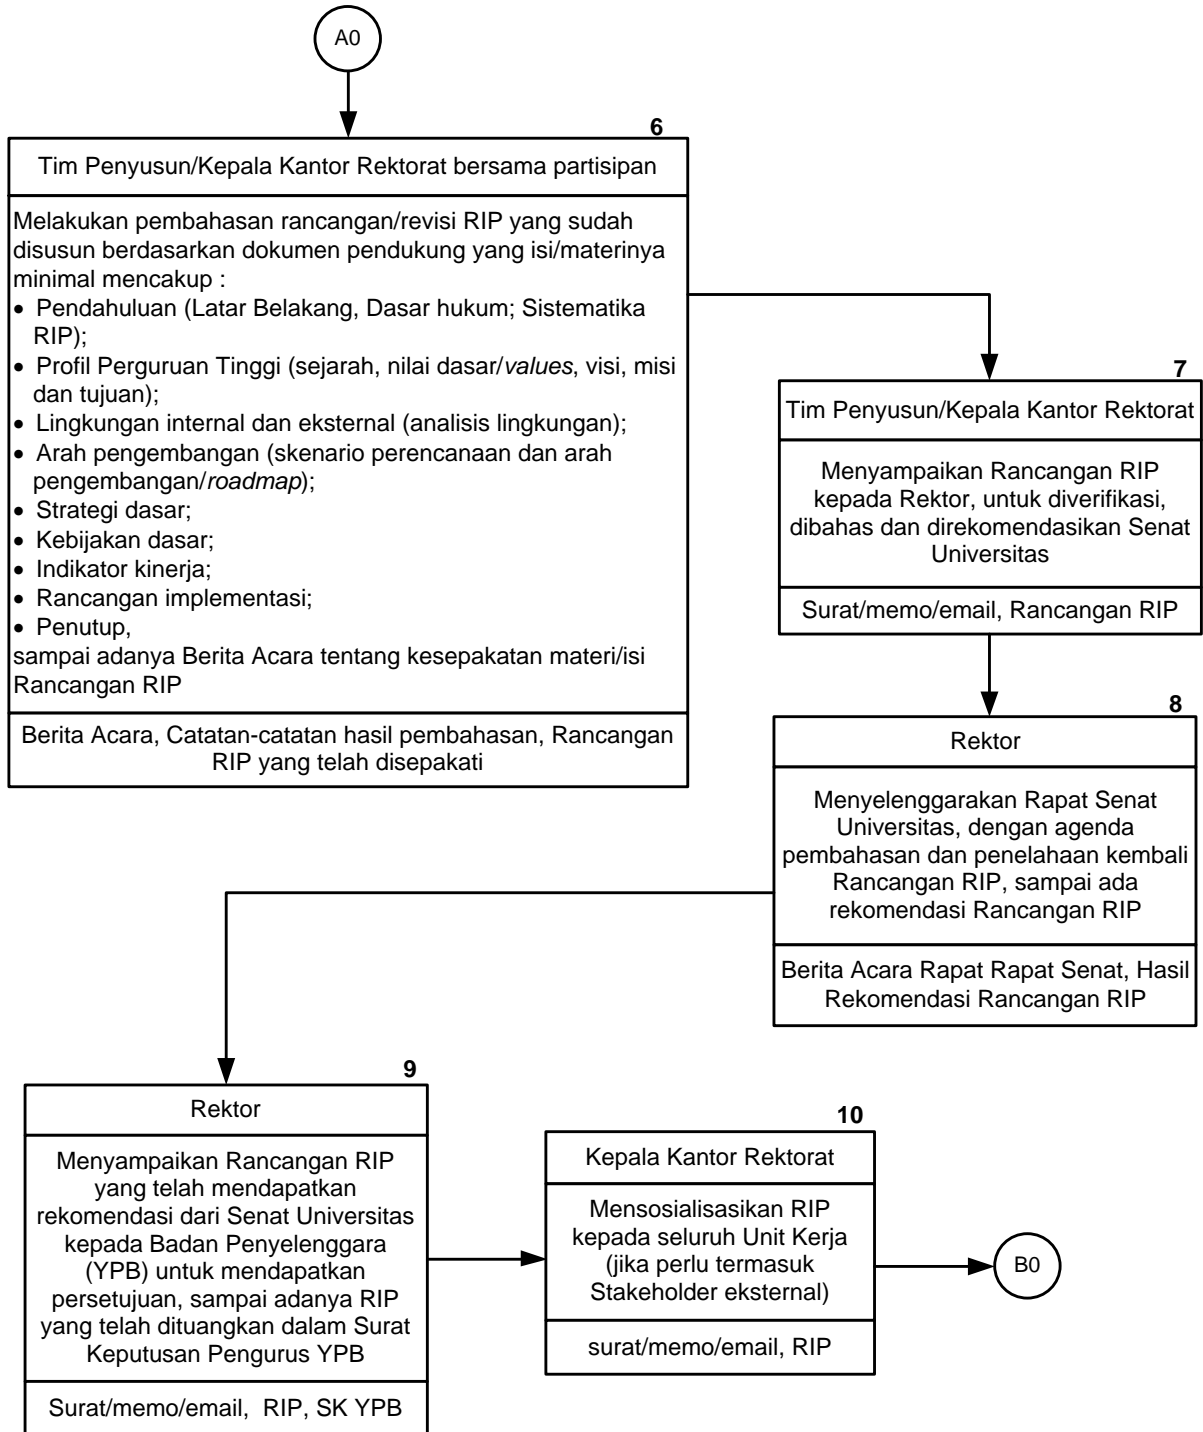 A0
6
Tim Penyusun/Kepala Kantor Rektorat bersama partisipan
Melakukan pembahasan rancangan/revisi RIP yang sudah
disusun berdasarkan dokumen pendukung yang isi/materinya
minimal mencakup :
• Pendahuluan (Latar Belakang, Dasar hukum; Sistematika
RIP);
• Profil Perguruan Tinggi (sejarah, nilai dasar/values, visi, misi
dan tujuan);
• Lingkungan internal dan eksternal (analisis lingkungan);
• Arah pengembangan (skenario perencanaan dan arah
pengembangan/roadmap);
• Strategi dasar;
• Kebijakan dasar;
• Indikator kinerja;
• Rancangan implementasi;
• Penutup,
sampai adanya Berita Acara tentang kesepakatan materi/isi
Rancangan RIP
Berita Acara, Catatan-catatan hasil pembahasan, Rancangan
RIP yang telah disepakati
7
Tim Penyusun/Kepala Kantor Rektorat
Menyampaikan Rancangan RIP
kepada Rektor, untuk diverifikasi,
dibahas dan direkomendasikan Senat
Universitas
Surat/memo/email, Rancangan RIP
8
Rektor
Menyelenggarakan Rapat Senat
Universitas, dengan agenda
pembahasan dan penelahaan kembali
Rancangan RIP, sampai ada
rekomendasi Rancangan RIP
Berita Acara Rapat Rapat Senat, Hasil
Rekomendasi Rancangan RIP
9
Rektor
Menyampaikan Rancangan RIP
yang telah mendapatkan
rekomendasi dari Senat Universitas
kepada Badan Penyelenggara
(YPB) untuk mendapatkan
persetujuan, sampai adanya RIP
yang telah dituangkan dalam Surat
Keputusan Pengurus YPB
Surat/memo/email, RIP, SK YPB
10
Kepala Kantor Rektorat
Mensosialisasikan RIP
kepada seluruh Unit Kerja
(jika perlu termasuk
Stakeholder eksternal)
surat/memo/email, RIP
B0